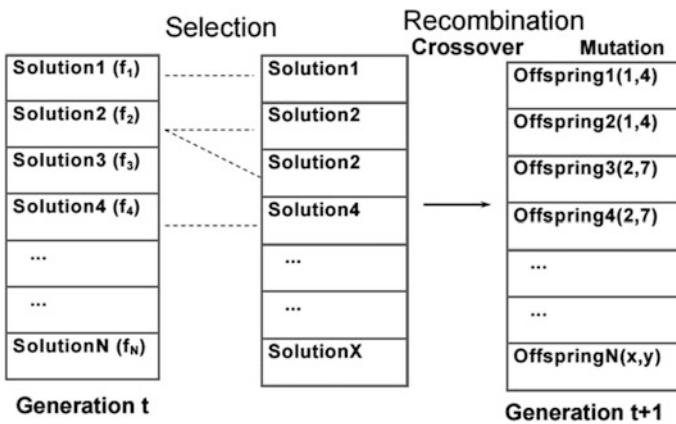 Selection
Recombination
Crossover Mutation
Solution1 (f₁)
Solution2 (f₂)
Solution3 (f₃)
Solution4 (f₄)
...
...
SolutionN (f_N)
Generation t
Solution1
Solution2
Solution2
Solution4
...
...
SolutionX
Offspring1(1,4)
Offspring2(1,4)
Offspring3(2,7)
Offspring4(2,7)
...
...
OffspringN(x,y)
Generation t+1